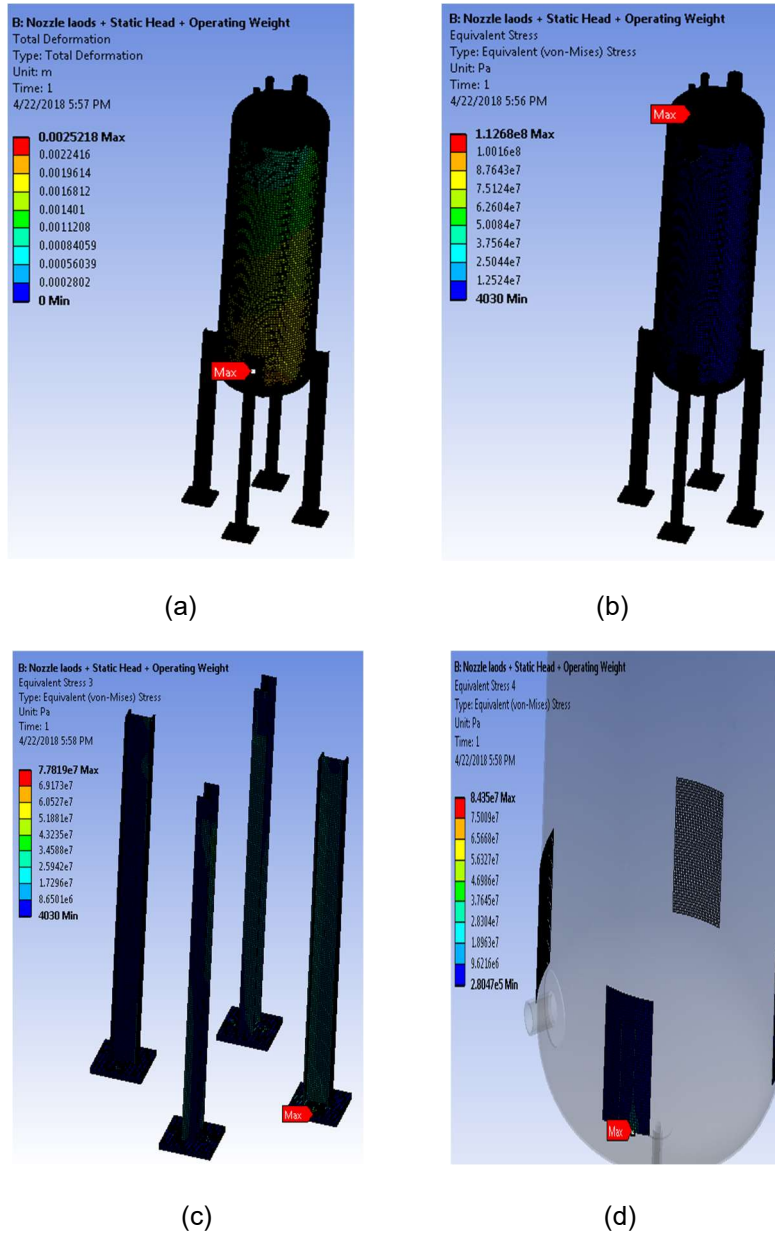 B: Nozzle laods + Static Head + Operating Weight
Total Deformation
Type: Total Deformation
Unit: m
Time: 1
4/22/2018 5:57 PM
0.0025218 Max
0.0022416
0.0019614
0.0016812
0.001401
0.0011208
0.00084059
0.00056039
0.0002802
0 Min
Max
(a)
B: Nozzle laods + Static Head + Operating Weight
Equivalent Stress
Type: Equivalent (von-Mises) Stress
Unit: Pa
Time: 1
4/22/2018 5:56 PM
1.1268e8 Max
1.0016e8
8.7643e7
7.5124e7
6.2604e7
5.0084e7
3.7564e7
2.5044e7
1.2524e7
4030 Min
Max
(b)
B: Nozzle laods + Static Head + Operating Weight
Equivalent Stress 3
Type: Equivalent (von-Mises) Stress
Unit: Pa
Time: 1
4/22/2018 5:58 PM
7.7819e7 Max
6.9173e7
6.0527e7
5.1881e7
4.3235e7
3.4588e7
2.5942e7
1.7296e7
8.6501e6
4030 Min
Max
(c)
B: Nozzle laods + Static Head + Operating Weight
Equivalent Stress 4
Type: Equivalent (von-Mises) Stress
Unit: Pa
Time: 1
4/22/2018 5:58 PM
8.435e7 Max
7.5009e7
6.5668e7
5.6327e7
4.6986e7
3.7645e7
2.8304e7
1.8963e7
9.6216e6
2.8047e5 Min
Max
(d)